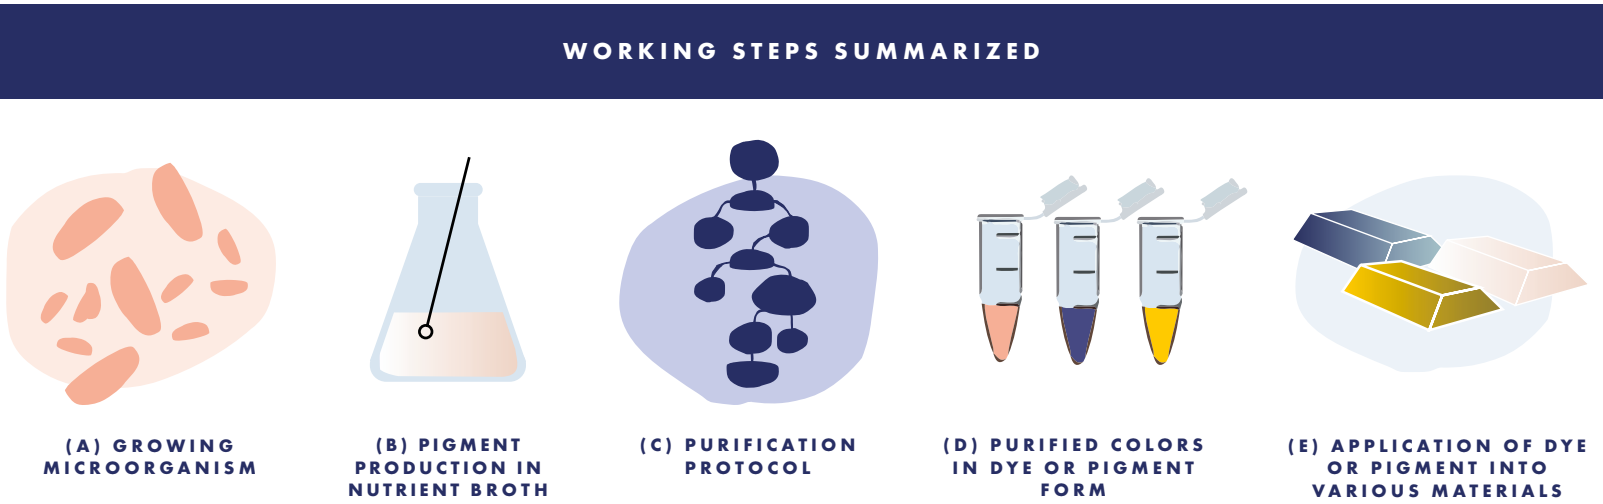 WORKING STEPS SUMMARIZED
(A) GROWING
MICROORGANISM
(B) PIGMENT
PRODUCTION IN
NUTRIENT BROTH
(C) PURIFICATION
PROTOCOL
(D) PURIFIED COLORS
IN DYE OR PIGMENT
FORM
(E) APPLICATION OF DYE
OR PIGMENT INTO
VARIOUS MATERIALS